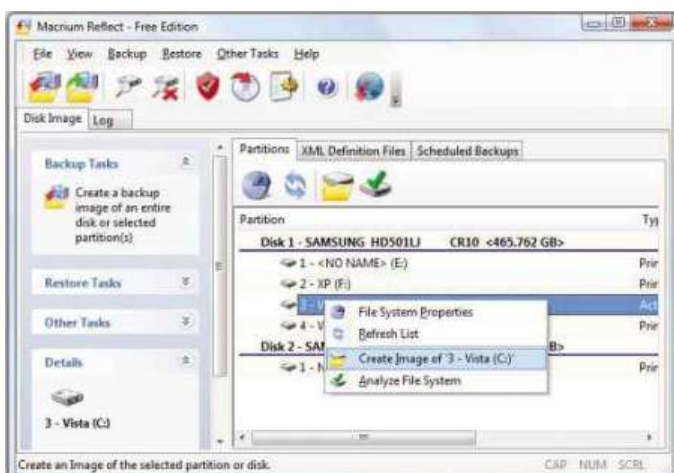 Macrium Reflect - Free Edition
File View Backup Restore Other Tasks Help
Disk Image Log
Backup Tasks
Create a backup
image of an entire
disk or selected
partition(s)
Restore Tasks
Other Tasks
Details
3 - Vista (C:)
Partitions XML Definition Files Scheduled Backups
Partition
Disk 1 - SAMSUNG HD501LJ CR10 <465.762 GB>
1 - <NO NAME> (E:)
2 - XP (F:)
3 - V
4 - V
Disk 2 - SA
1 - N
File System Properties
Refresh List
Create Image of '3 - Vista (C:)'
Analyze File System
Create an Image of the selected partition or disk.
CAP NUM SCRL